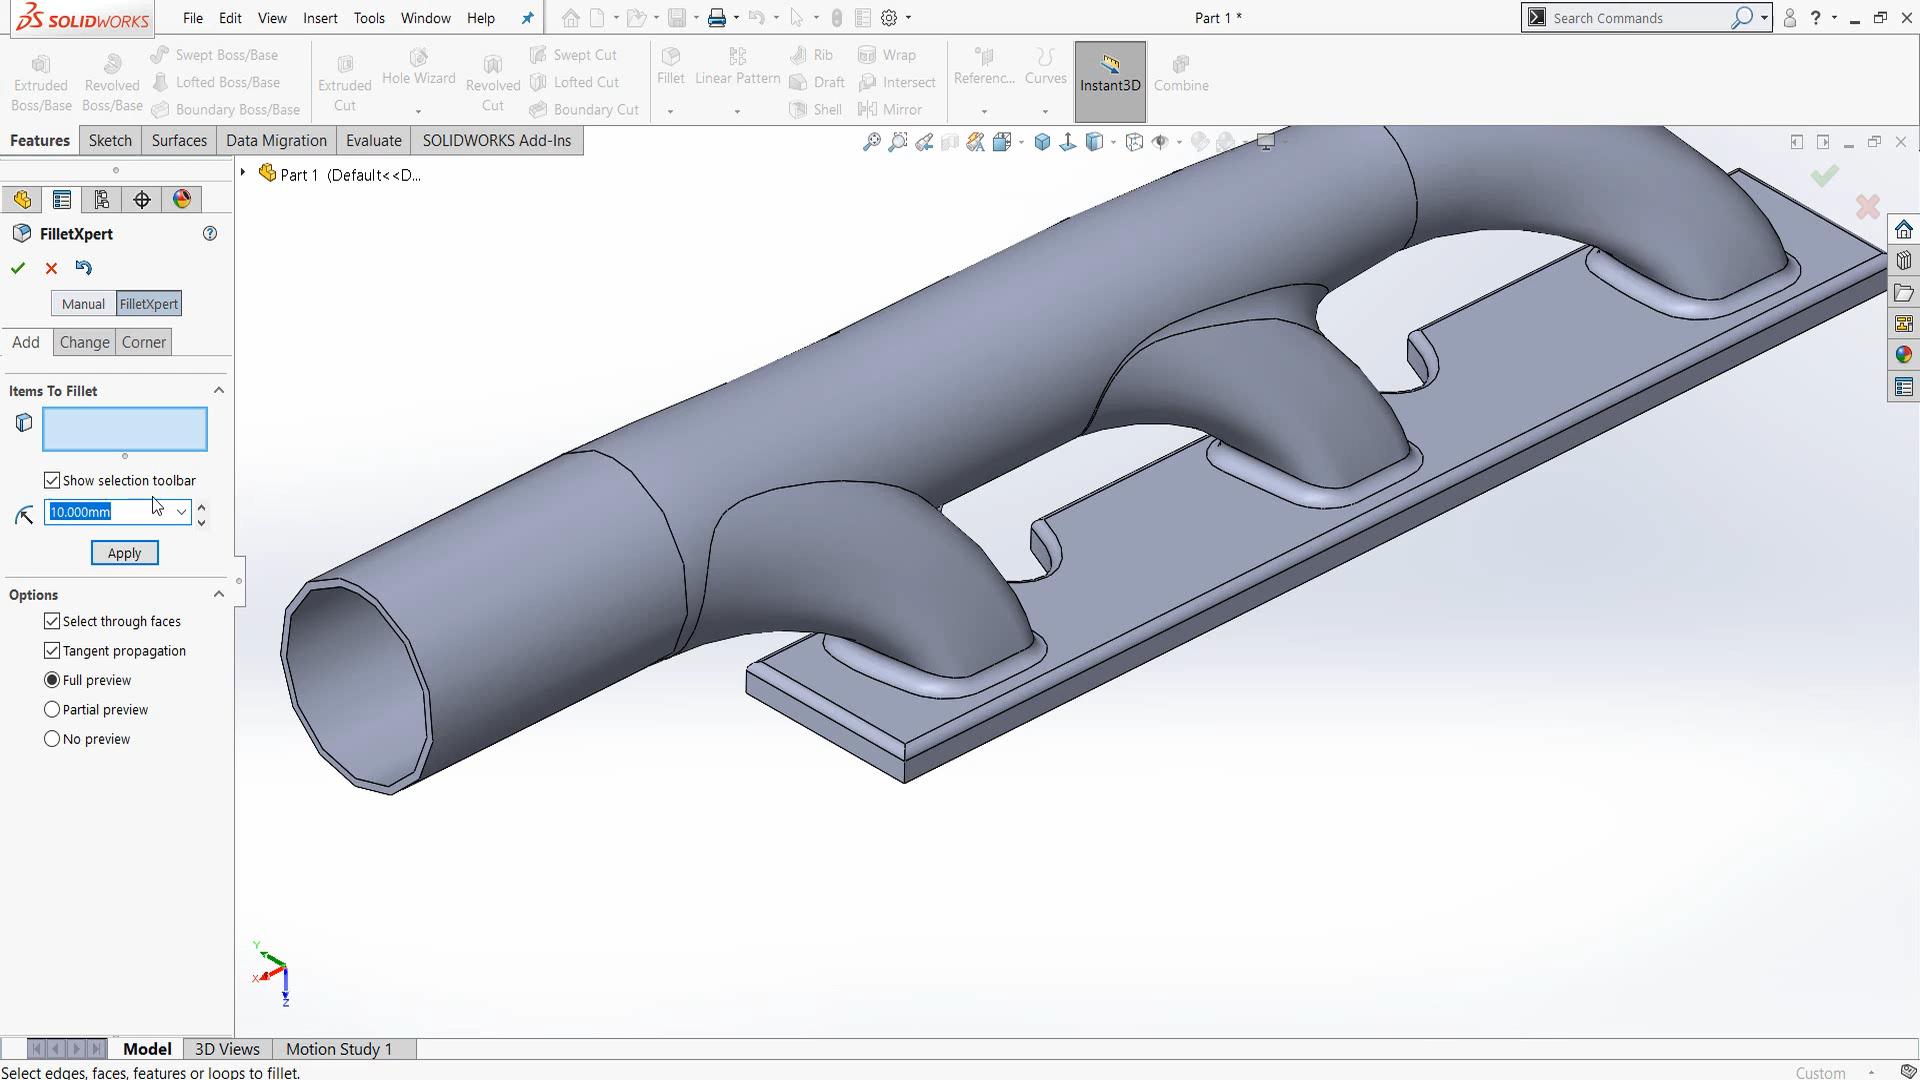 SOLIDWORKS
File Edit View Insert Tools Window Help
Part 1 *
Search Commands
Extruded Boss/Base
Revolved Boss/Base
Swept Boss/Base
Lofted Boss/Base
Boundary Boss/Base
Extruded Cut
Hole Wizard
Revolved Cut
Swept Cut
Lofted Cut
Boundary Cut
Fillet
Linear Pattern
Rib
Draft
Shell
Wrap
Intersect
Mirror
Referenc...
Curves
Instant3D
Combine
Features Sketch Surfaces Data Migration Evaluate SOLIDWORKS Add-Ins
Part 1 (Default<<D...
FilletXpert
Manual FilletXpert
Add Change Corner
Items To Fillet
Show selection toolbar
10.000mm
Apply
Options
Select through faces
Tangent propagation
Full preview
Partial preview
No preview
Y
X
Z
Model 3D Views Motion Study 1
Select edges, faces, features or loops to fillet.
Custom